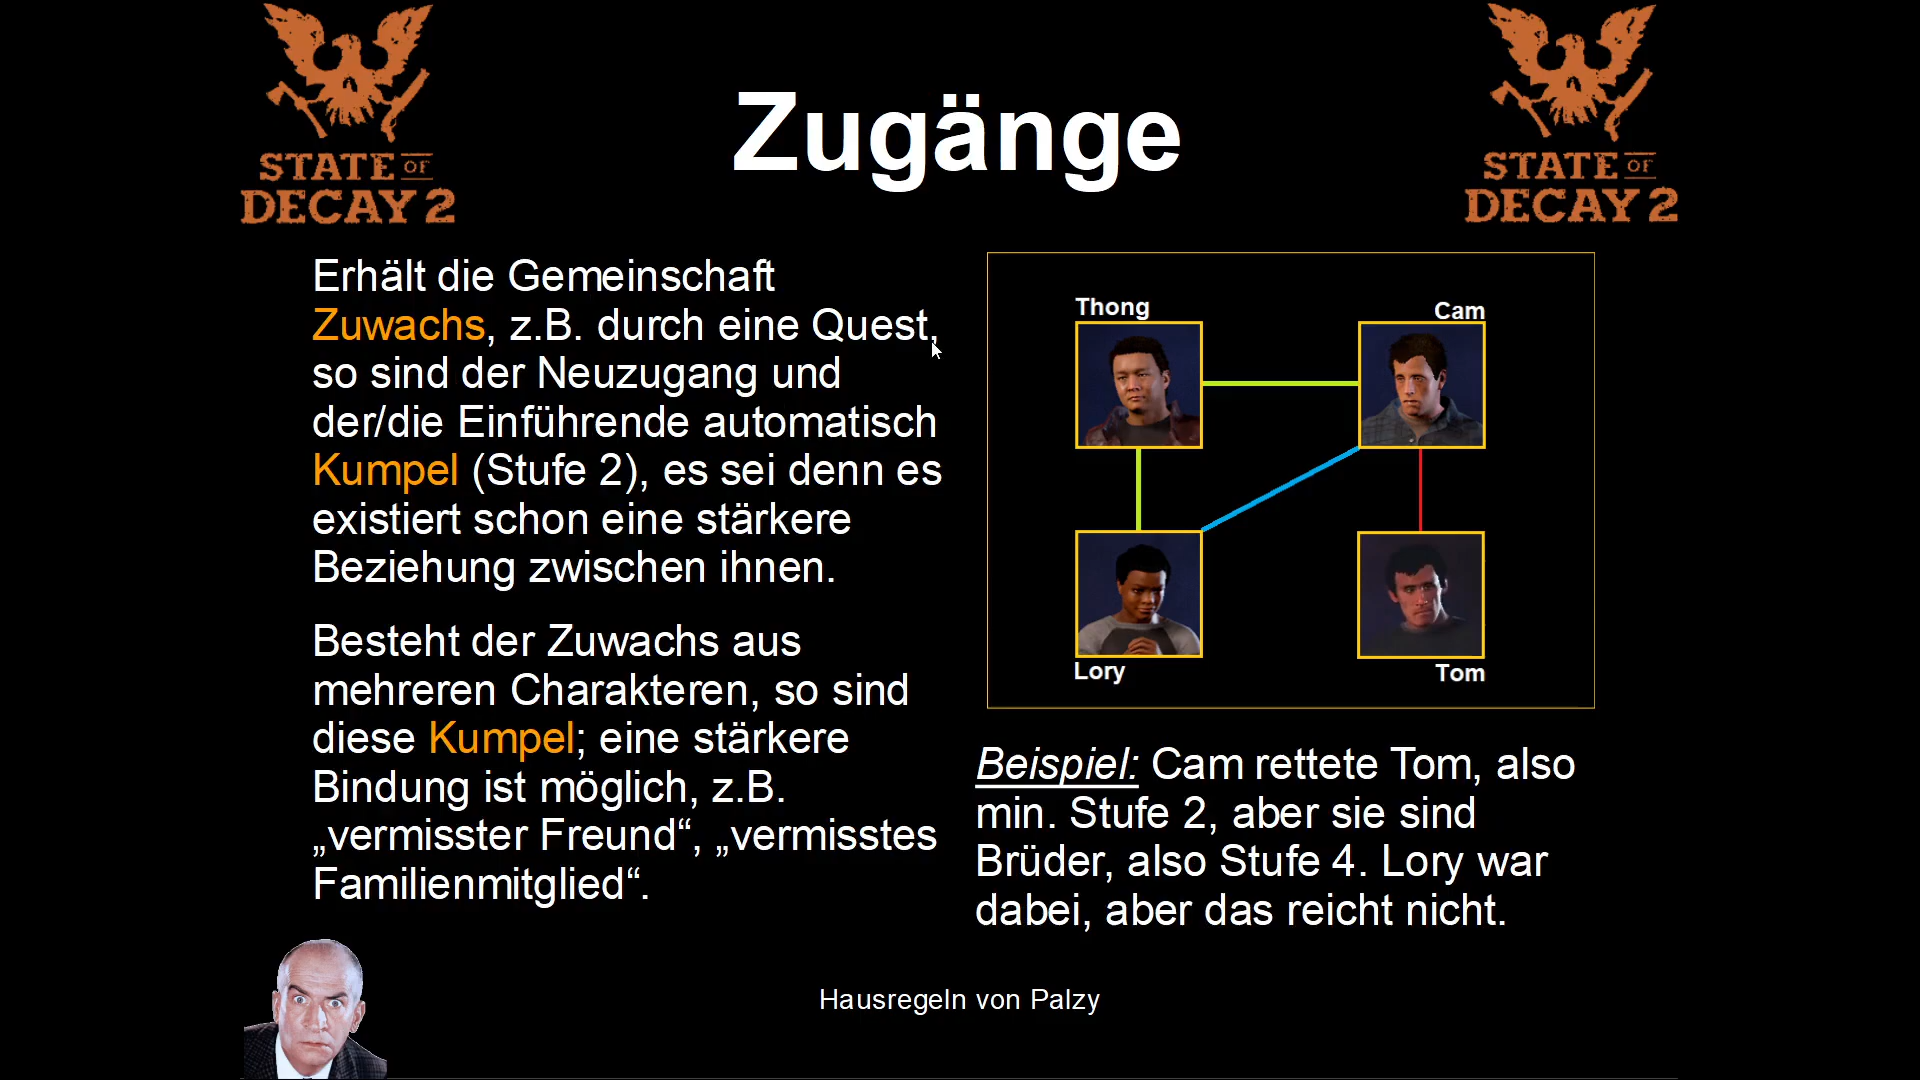 STATE OF
DECAY 2
Zugänge
STATE OF
DECAY 2
Erhält die Gemeinschaft
Zuwachs, z.B. durch eine Quest,
so sind der Neuzugang und
der/die Einführende automatisch
Kumpel (Stufe 2), es sei denn es
existiert schon eine stärkere
Beziehung zwischen ihnen.
Besteht der Zuwachs aus
mehreren Charakteren, so sind
diese Kumpel; eine stärkere
Bindung ist möglich, z.B.
„vermisster Freund“, „vermisstes
Familienmitglied“.
Thong
Cam
Lory
Tom
Beispiel: Cam rettete Tom, also
min. Stufe 2, aber sie sind
Brüder, also Stufe 4. Lory war
dabei, aber das reicht nicht.
Hausregeln von Palzy